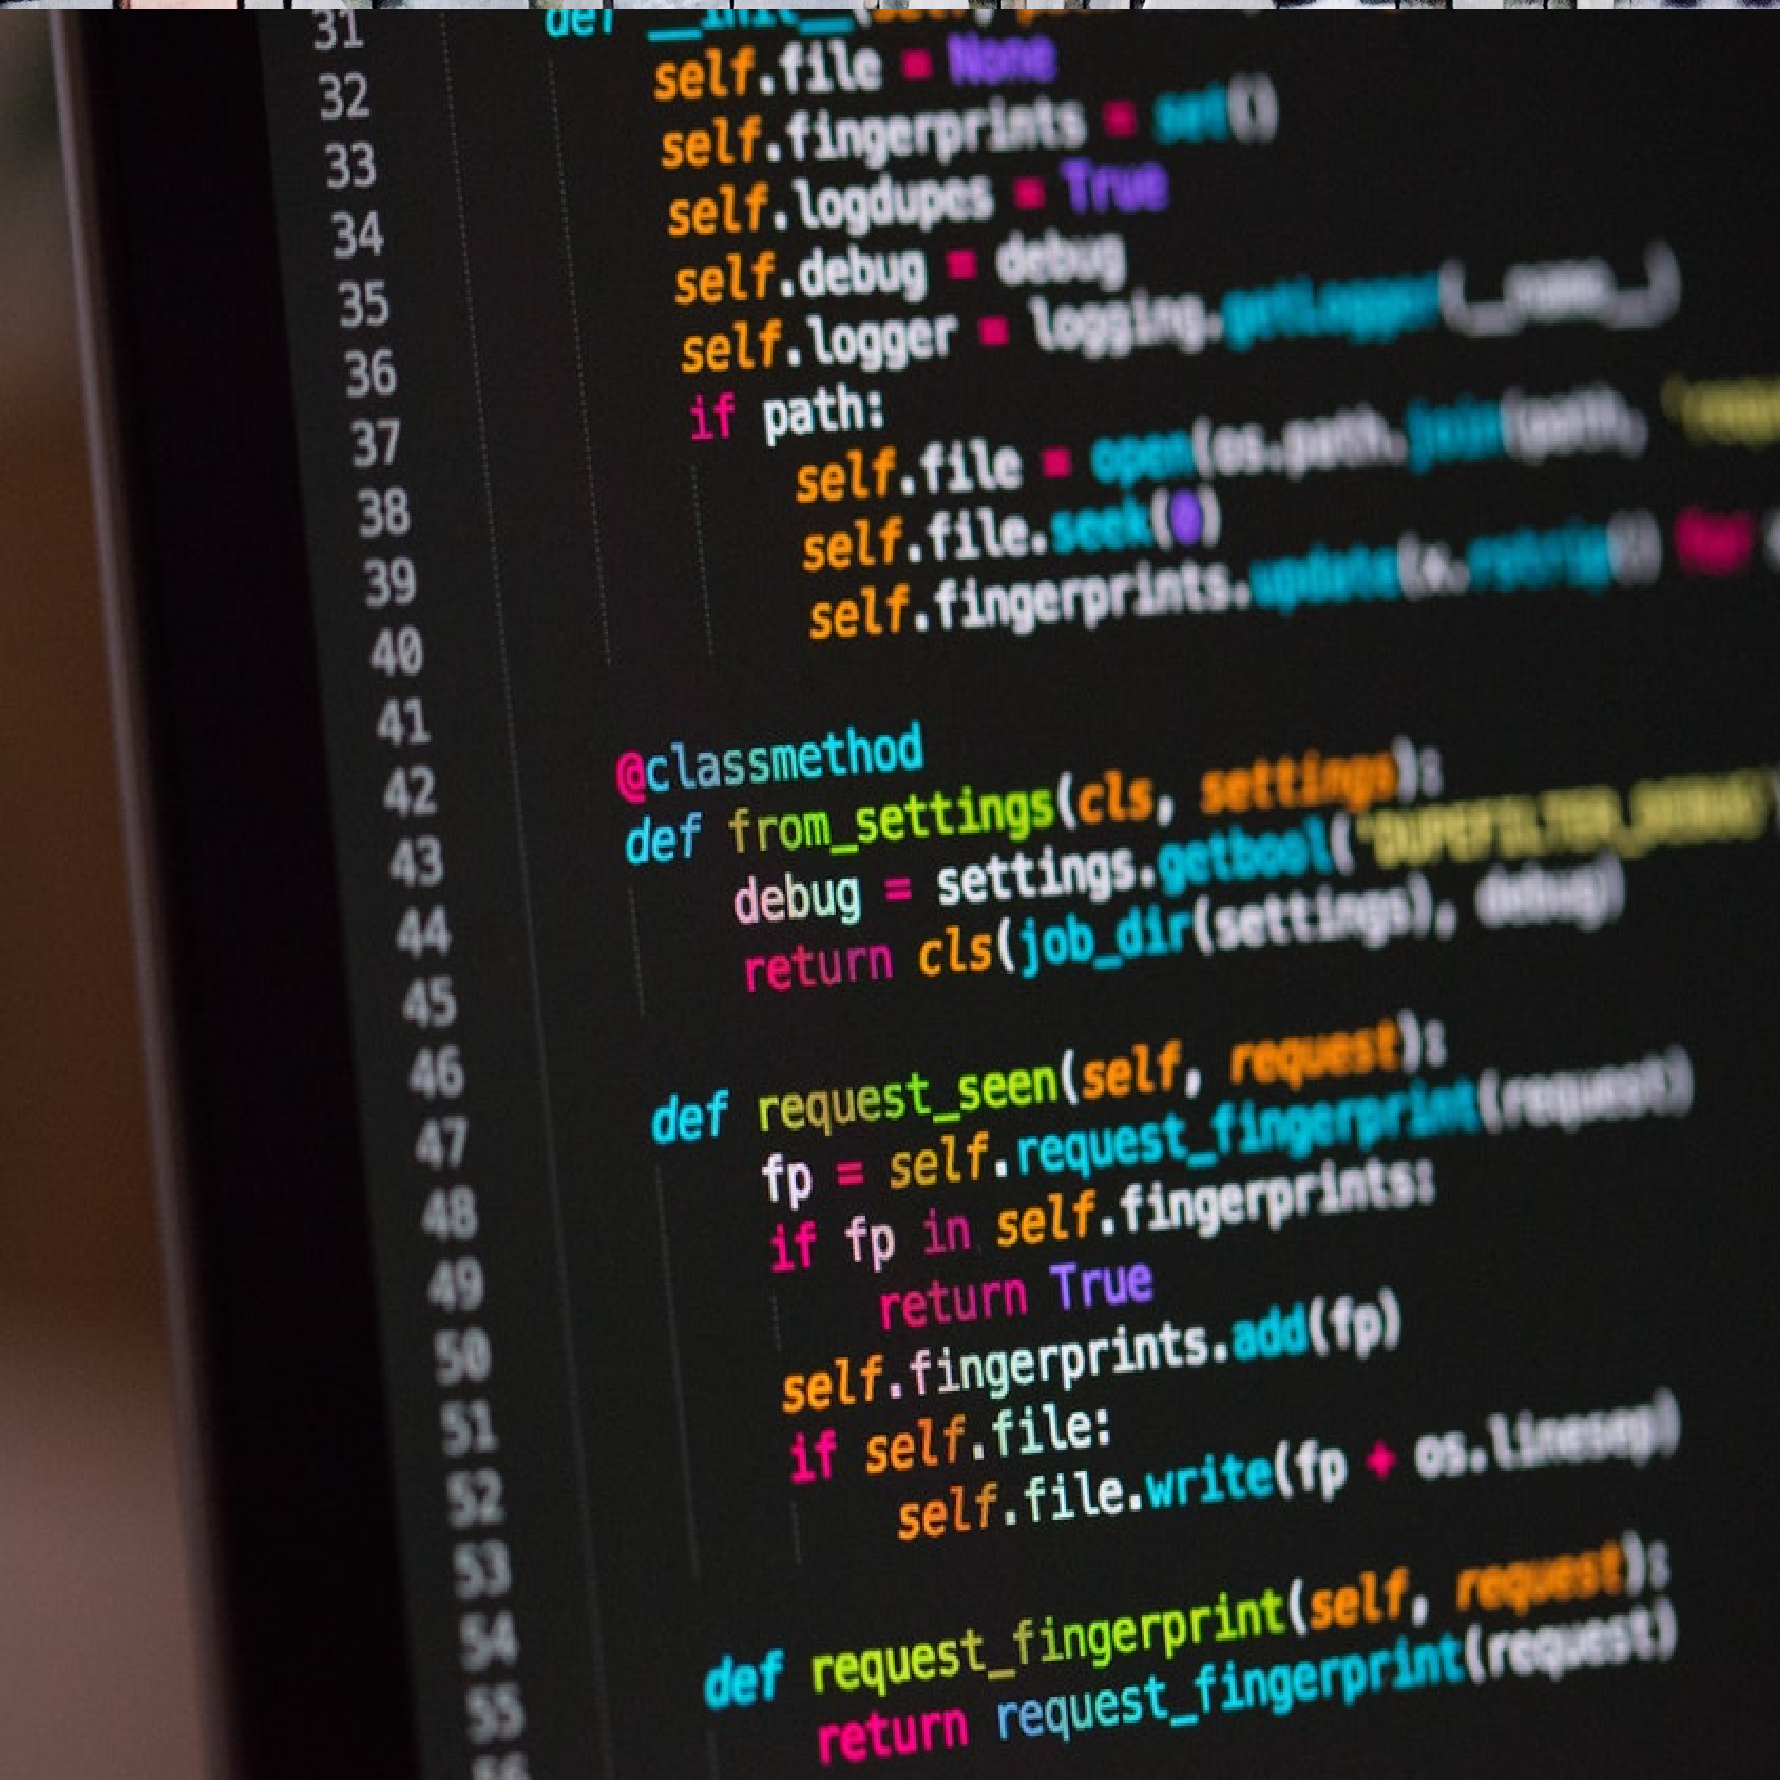 31 def __init__(self,
32 self.file = None
33 self.fingerprints = set()
34 self.logdupes = True
35 self.debug = debug
36 self.logger = logging.getLogger(__name__)
37 if path:
38 self.file = open(os.path.join(path,
39 self.file.seek(0)
40 self.fingerprints.update(x.rstrip() for
41
42 @classmethod
43 def from_settings(cls, settings):
44 debug = settings.getbool('DUPEFILTER_DEBUG')
45 return cls(job_dir(settings), debug)
46
47 def request_seen(self, request):
48 fp = self.request_fingerprint(request)
49 if fp in self.fingerprints:
50 return True
51 self.fingerprints.add(fp)
52 if self.file:
53 self.file.write(fp + os.linesep)
54
55 def request_fingerprint(self, request):
56 return request_fingerprint(request)